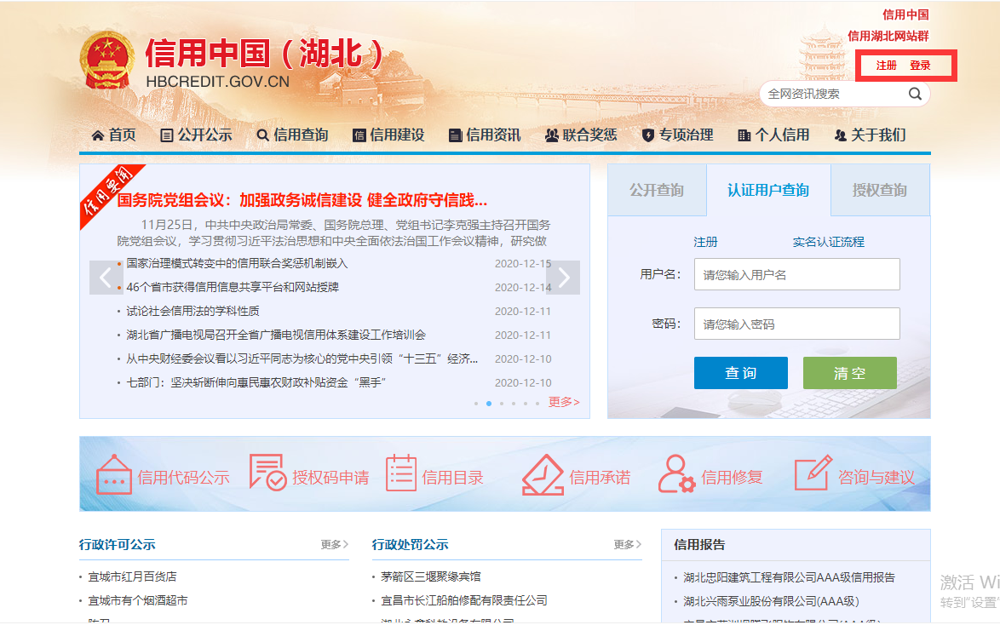 信用中国
信用湖北网站群
信用中国（湖北）
HBCREDIT.GOV.CN
注册 登录
全网资讯搜索
首页 公开公示 信用查询 信用建设 信用资讯 联合奖惩 专项治理 个人信用 关于我们
信用要闻
国务院党组会议：加强政务诚信建设 健全政府守信践...
11月25日，中共中央政治局常委、国务院总理、党组书记李克强主持召开国务
院党组会议，学习贯彻习近平法治思想和中央全面依法治国工作会议精神，研究做
国家治理模式转变中的信用联合奖惩机制嵌入 2020-12-15
46个省市获得信用信息共享平台和网站授牌 2020-12-14
试论社会信用法的学科性质 2020-12-11
湖北省广播电视局召开全省广播电视信用体系建设工作培训会 2020-12-11
从中央财经委会议看以习近平同志为核心的党中央引领“十三五”经济... 2020-12-10
七部门：坚决斩断伸向惠民惠农财政补贴资金“黑手” 2020-12-10
更多>
公开查询 认证用户查询 授权查询
注册 实名认证流程
用户名： 请您输入用户名
密码： 请您输入密码
查 询 清 空
信用代码公示 授权码申请 信用目录 信用承诺 信用修复 咨询与建议
行政许可公示 更多>
宜城市红月百货店
宜城市有个烟酒超市
行政处罚公示 更多>
茅箭区三堰聚缘宾馆
宜昌市长江船舶修配有限责任公司
信用报告
湖北忠阳建筑工程有限公司AAA级信用报告
湖北兴雨泵业股份有限公司(AAA级)
激活 Wi
转到"设置"